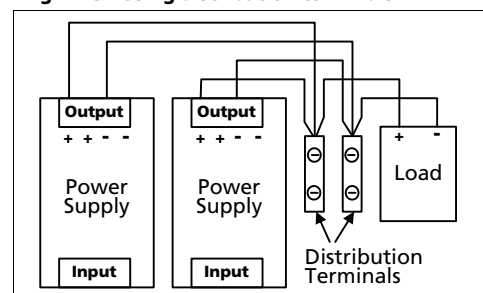 Output
+ + - -
Power
Supply
Input
Output
+ + - -
Power
Supply
Input
+ -
Load
Distribution
Terminals